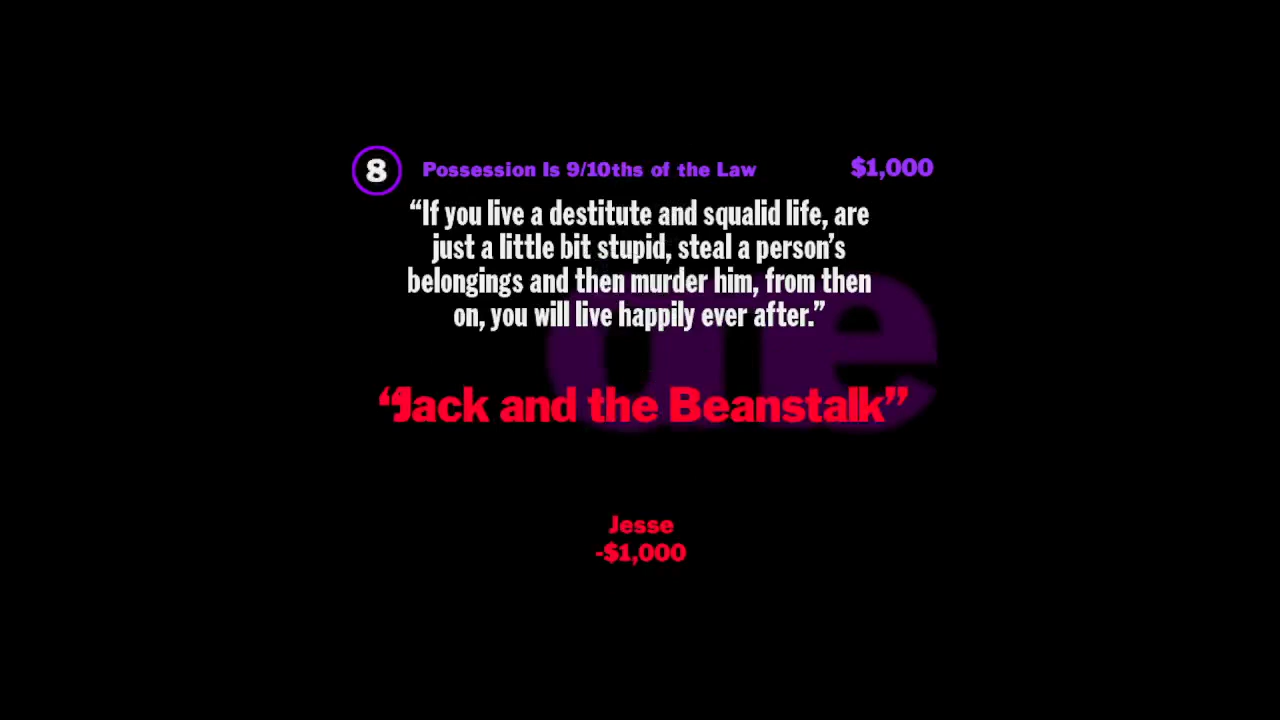 8 Possession Is 9/10ths of the Law $1,000
“If you live a destitute and squalid life, are
just a little bit stupid, steal a person’s
belongings and then murder him, from then
on, you will live happily ever after.”
“Jack and the Beanstalk”
Jesse
-$1,000